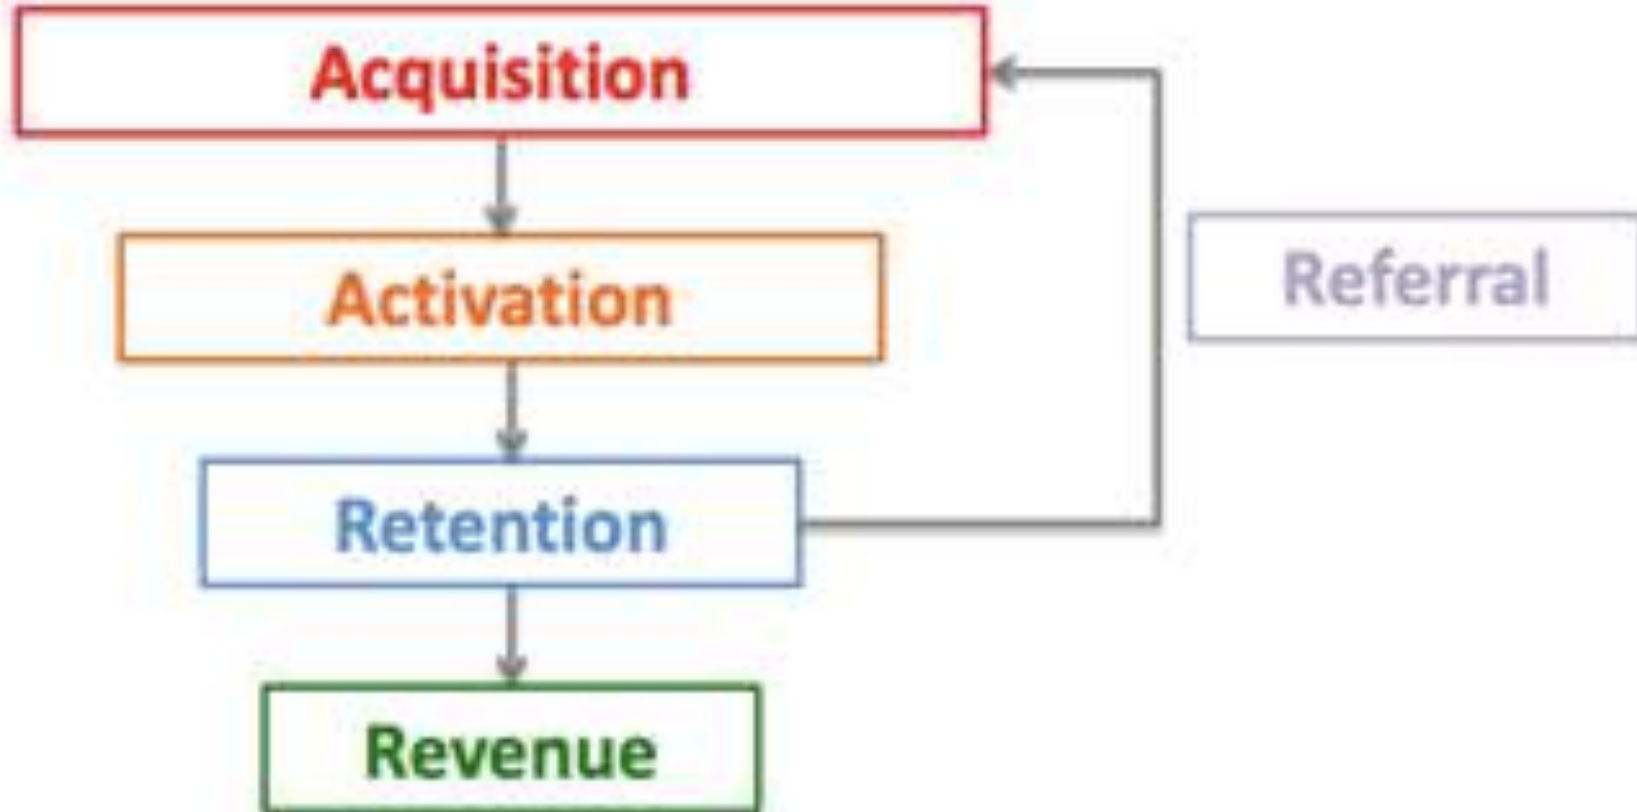 Acquisition
Activation
Referral
Retention
Revenue